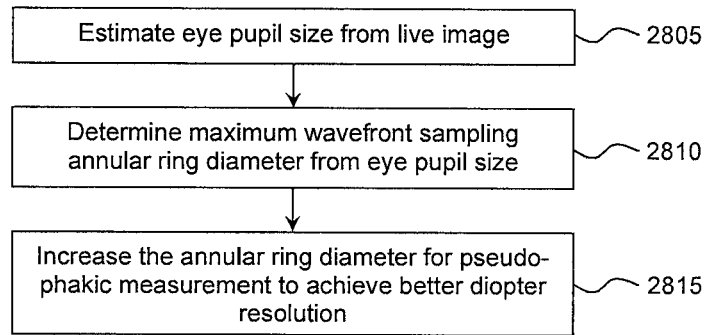 Estimate eye pupil size from live image
2805
Determine maximum wavefront sampling
annular ring diameter from eye pupil size
2810
Increase the annular ring diameter for pseudo-
phakic measurement to achieve better diopter
resolution
2815